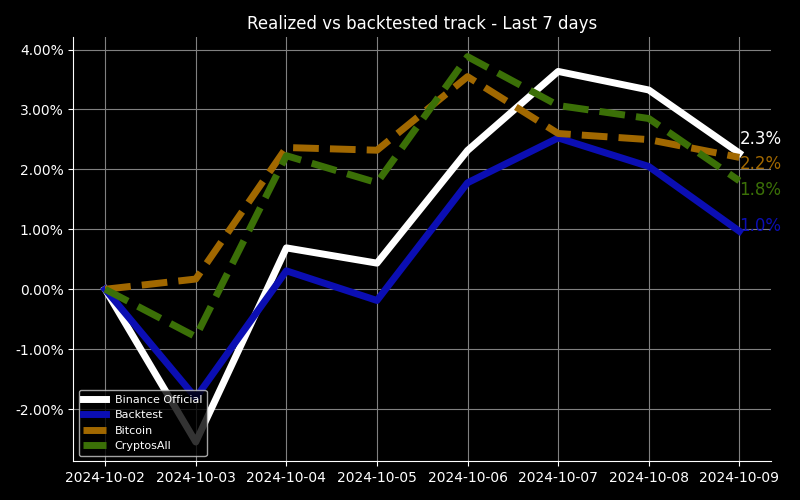 Realized vs backtested track - Last 7 days
4.00%
3.00%
2.00%
1.00%
0.00%
-1.00%
-2.00%
2.3%
2.2%
1.8%
1.0%
Binance Official
Backtest
Bitcoin
CryptosAll
2024-10-02 2024-10-03 2024-10-04 2024-10-05 2024-10-06 2024-10-07 2024-10-08 2024-10-09